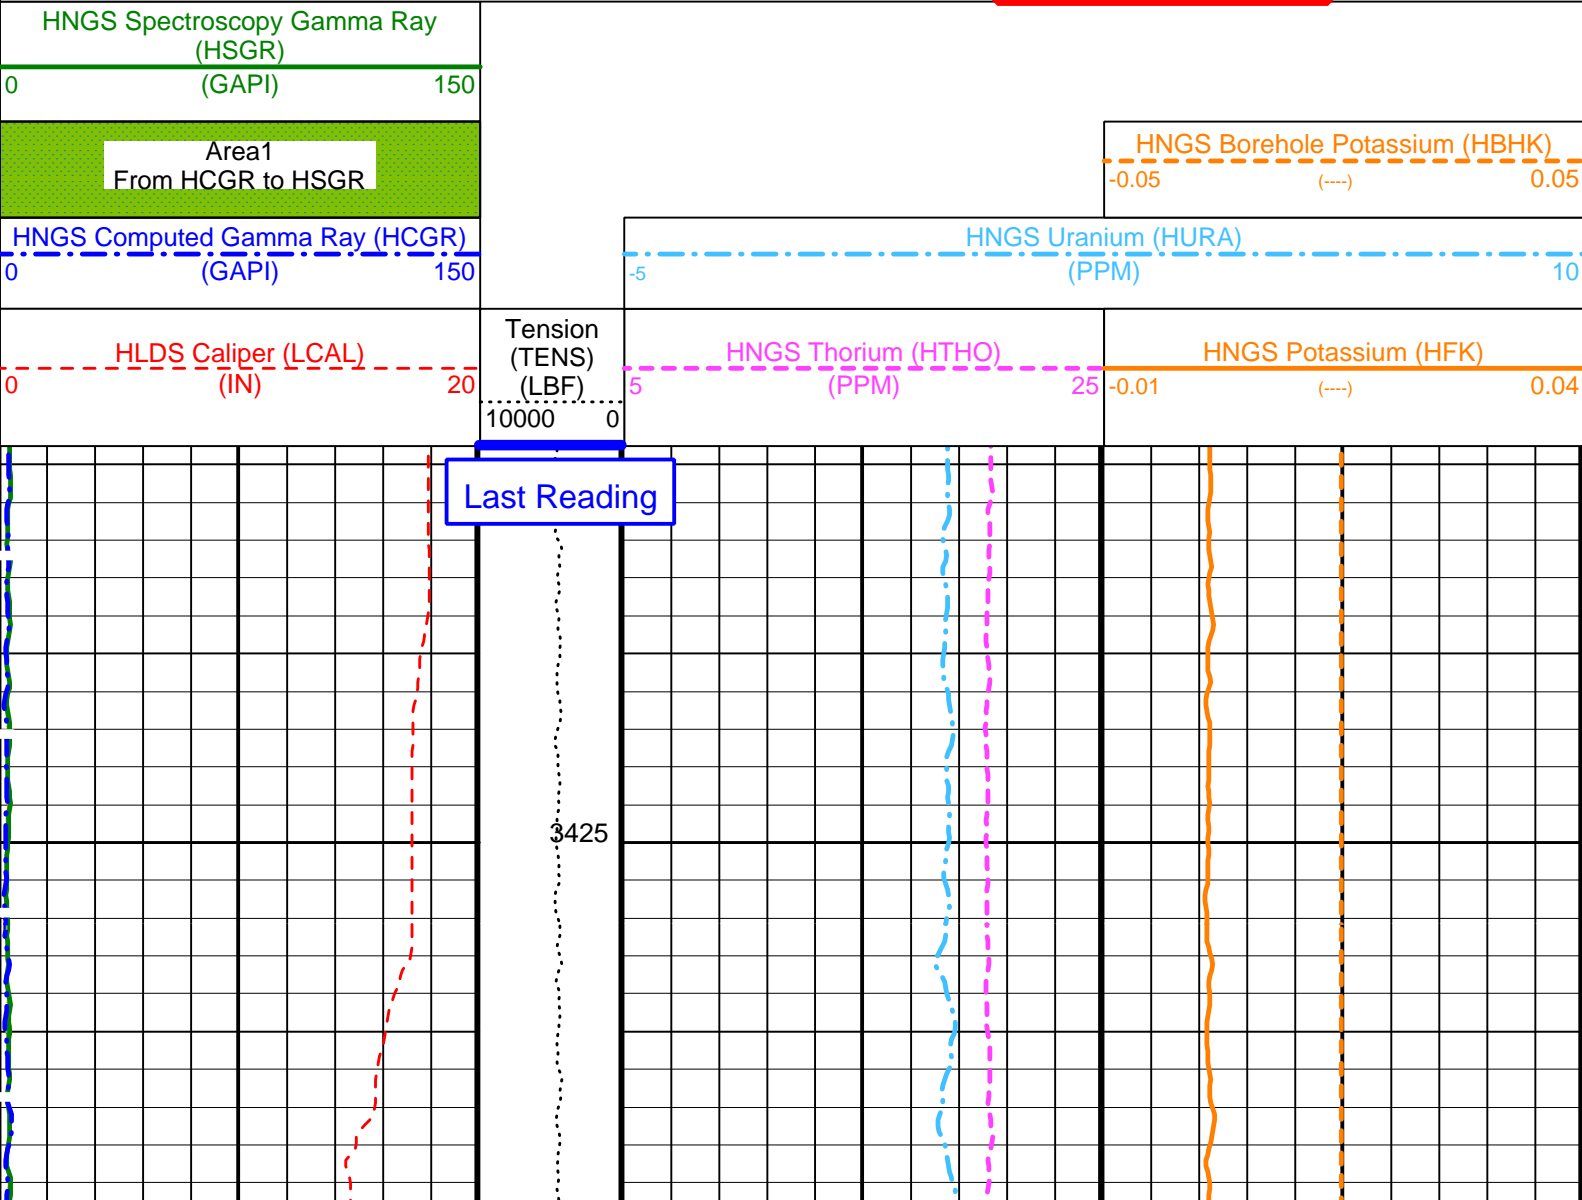 HNGS Spectroscopy Gamma Ray
(HSGR)
0 (GAPI) 150
Area1
From HCGR to HSGR
HNGS Borehole Potassium (HBHK)
-0.05 (----) 0.05
HNGS Computed Gamma Ray (HCGR)
0 (GAPI) 150
HNGS Uranium (HURA)
-5 (PPM) 10
HLDS Caliper (LCAL)
0 (IN) 20
Tension
(TENS)
(LBF)
10000 0
HNGS Thorium (HTHO)
5 (PPM) 25
HNGS Potassium (HFK)
-0.01 (----) 0.04
Last Reading
3425